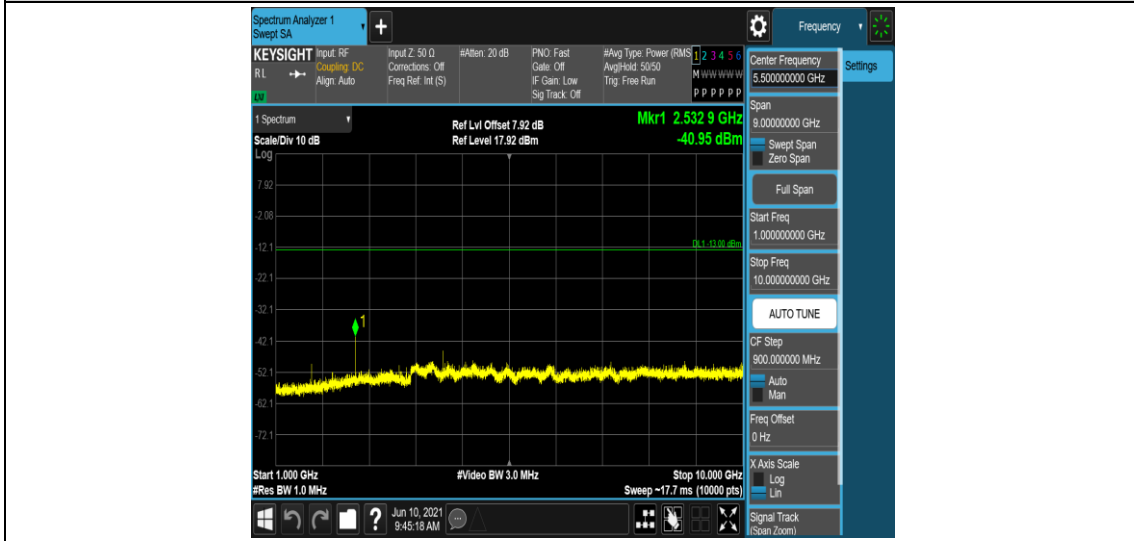 Spectrum Analyzer 1
Swept SA
+
Frequency
KEYSIGHT
RL
LXI
Input: RF
Coupling: DC
Align: Auto
Input Z: 50 Ω
Corrections: Off
Freq Ref: Int (S)
#Atten: 20 dB
PNO: Fast
Gate: Off
IF Gain: Low
Sig Track: Off
#Avg Type: Power (RMS
Avg|Hold: 50/50
Trig: Free Run
1 2 3 4 5 6
M W W W W W
P P P P P P
1 Spectrum
Scale/Div 10 dB
Log
Ref Lvl Offset 7.92 dB
Ref Level 17.92 dBm
Mkr1 2.532 9 GHz
-40.95 dBm
7.92
-2.08
-12.1
DL1 -13.00 dBm
-22.1
-32.1
1
-42.1
-52.1
-62.1
-72.1
Start 1.000 GHz
#Res BW 1.0 MHz
#Video BW 3.0 MHz
Stop 10.000 GHz
Sweep ~17.7 ms (10000 pts)
?
Jun 10, 2021
9:45:18 AM
Center Frequency
5.500000000 GHz
Settings
Span
9.00000000 GHz
Swept Span
Zero Span
Full Span
Start Freq
1.000000000 GHz
Stop Freq
10.000000000 GHz
AUTO TUNE
CF Step
900.000000 MHz
Auto
Man
Freq Offset
0 Hz
X Axis Scale
Log
Lin
Signal Track
(Span Zoom)